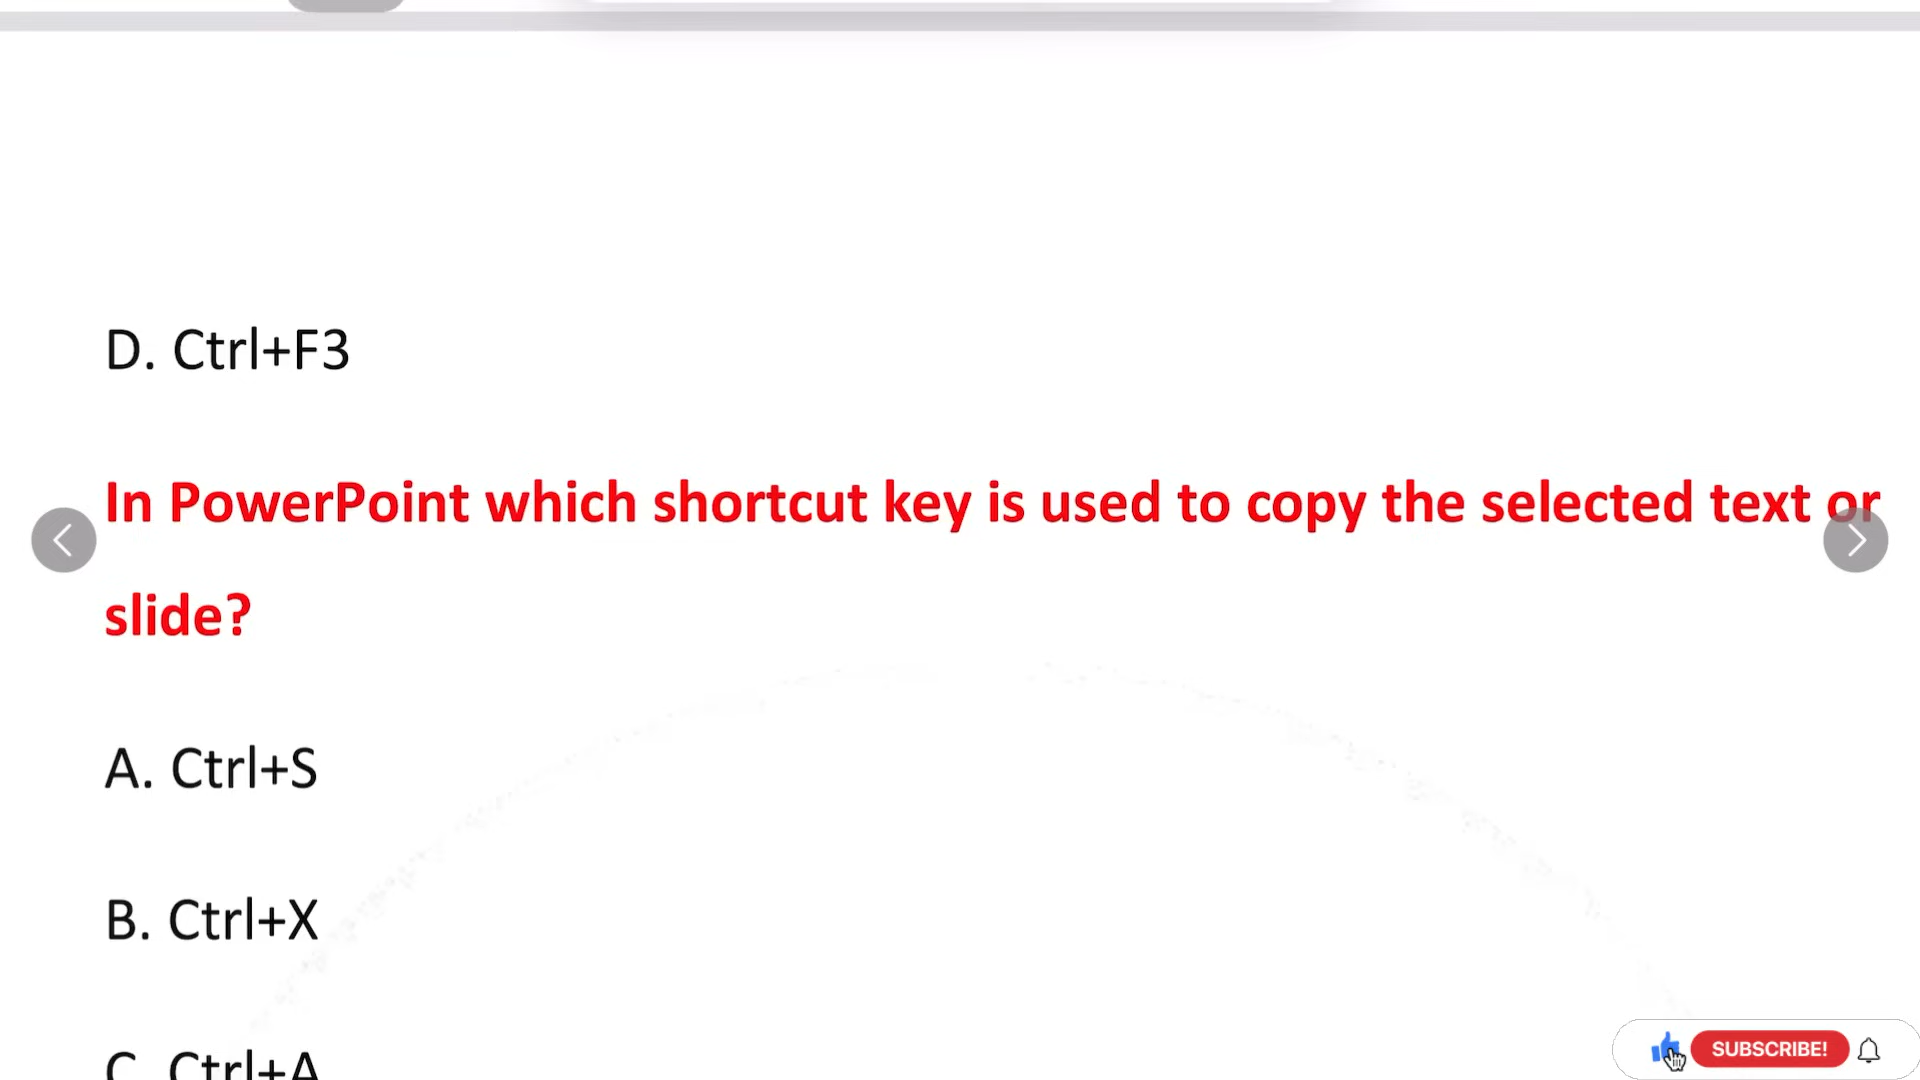 D. Ctrl+F3
In PowerPoint which shortcut key is used to copy the selected text or
slide?
A. Ctrl+S
B. Ctrl+X
C. Ctrl+A
SUBSCRIBE!